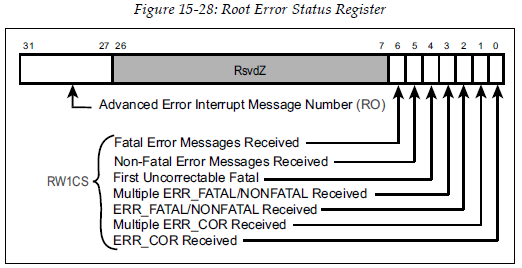 Figure 15-28: Root Error Status Register
31 27 26 7 6 5 4 3 2 1 0
RsvdZ
Advanced Error Interrupt Message Number (RO)
Fatal Error Messages Received
Non-Fatal Error Messages Received
First Uncorrectable Fatal
RW1CS
Multiple ERR_FATAL/NONFATAL Received
ERR_FATAL/NONFATAL Received
Multiple ERR_COR Received
ERR_COR Received